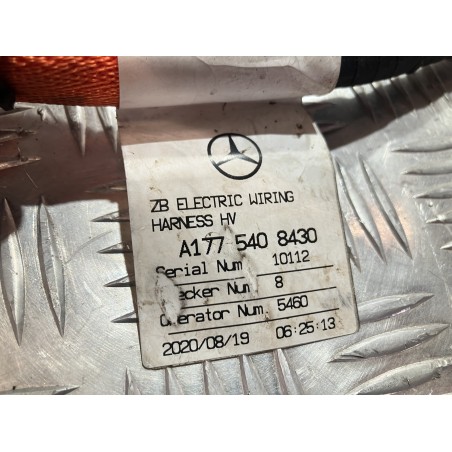 ZB ELECTRIC WIRING
HARNESS HV
A177 540 8430
Serial Num 10112
Checker Num 8
Operator Num. 5460
2020/08/19 06:25:13